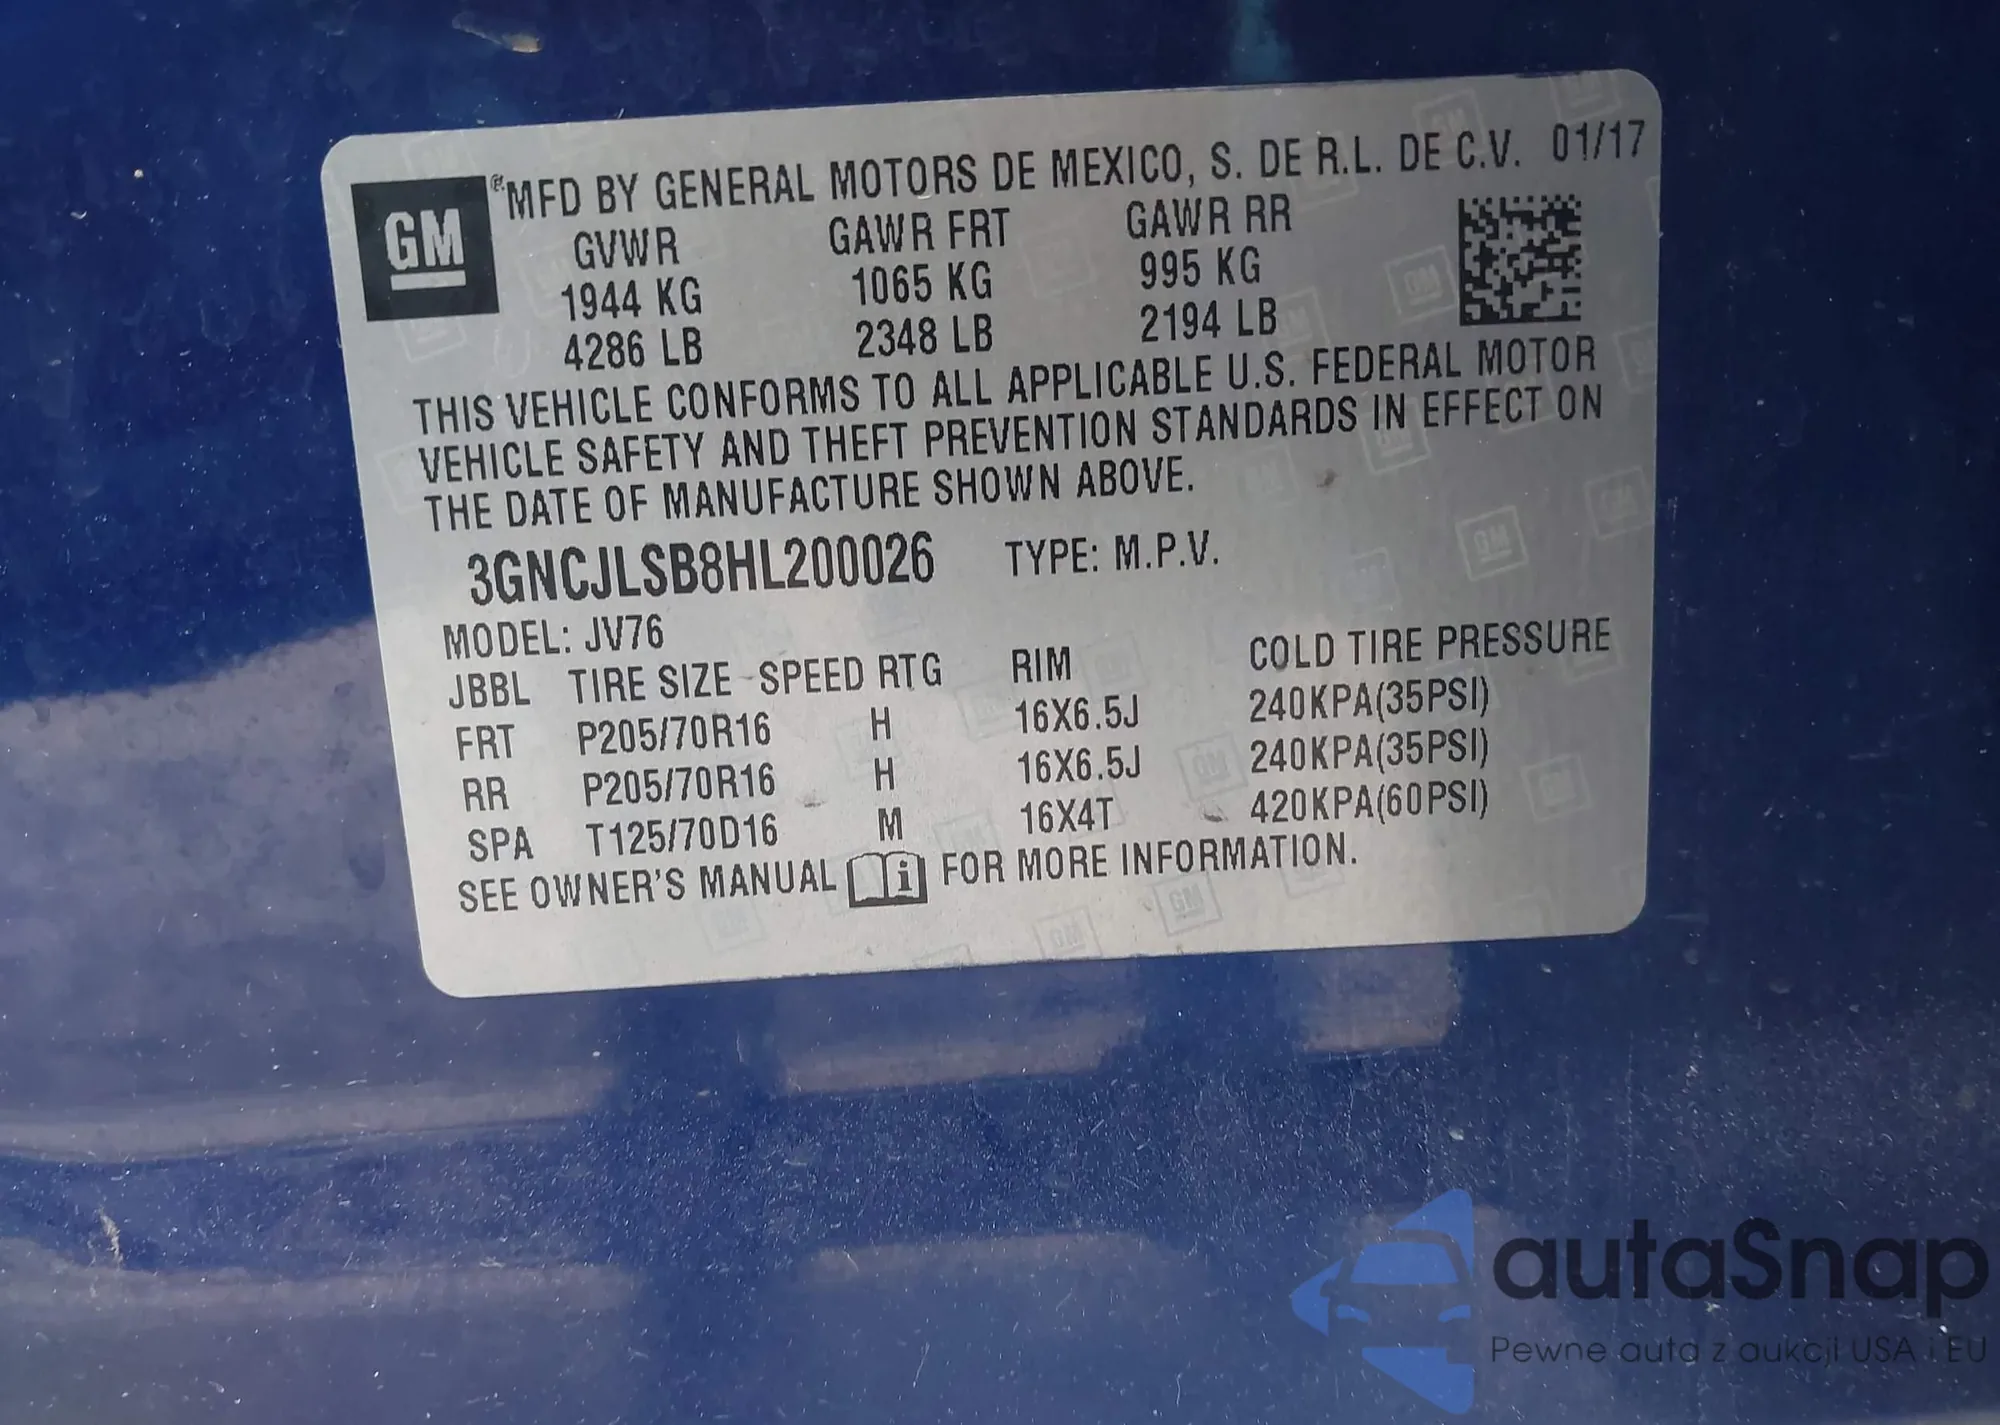 GM
®MFD BY GENERAL MOTORS DE MEXICO, S. DE R.L. DE C.V. 01/17
GVWR GAWR FRT GAWR RR
1944 KG 1065 KG 995 KG
4286 LB 2348 LB 2194 LB
THIS VEHICLE CONFORMS TO ALL APPLICABLE U.S. FEDERAL MOTOR
VEHICLE SAFETY AND THEFT PREVENTION STANDARDS IN EFFECT ON
THE DATE OF MANUFACTURE SHOWN ABOVE.
3GNCJLSB8HL200026 TYPE: M.P.V.
MODEL: JV76
JBBL TIRE SIZE SPEED RTG RIM COLD TIRE PRESSURE
FRT P205/70R16 H 16X6.5J 240KPA(35PSI)
RR P205/70R16 H 16X6.5J 240KPA(35PSI)
SPA T125/70D16 M 16X4T 420KPA(60PSI)
SEE OWNER'S MANUAL i FOR MORE INFORMATION.
autaSnap
Pewne auta z aukcji USA i EU